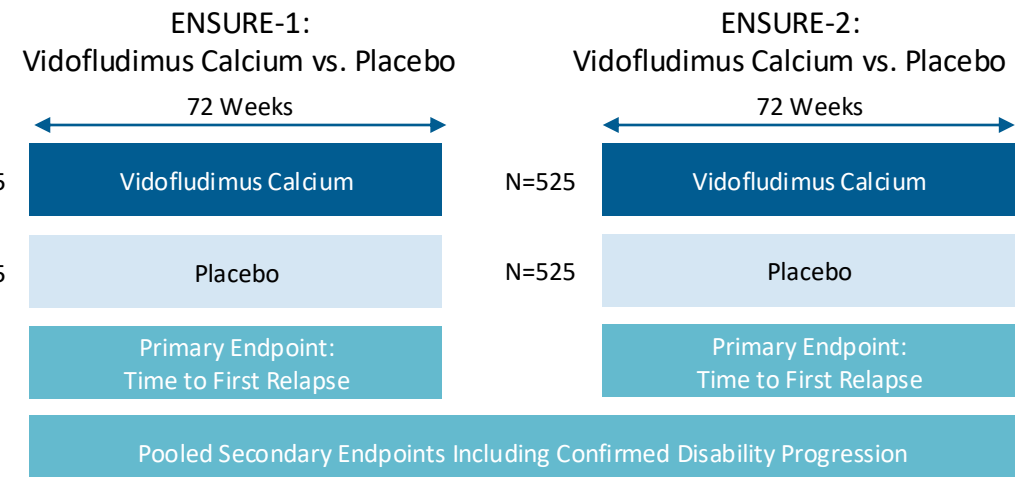 ENSURE-1:
Vidofludimus Calcium vs. Placebo
72 Weeks
5
Vidofludimus Calcium
5
Placebo
Primary Endpoint:
Time to First Relapse
ENSURE-2:
Vidofludimus Calcium vs. Placebo
72 Weeks
N=525
Vidofludimus Calcium
N=525
Placebo
Primary Endpoint:
Time to First Relapse
Pooled Secondary Endpoints Including Confirmed Disability Progression